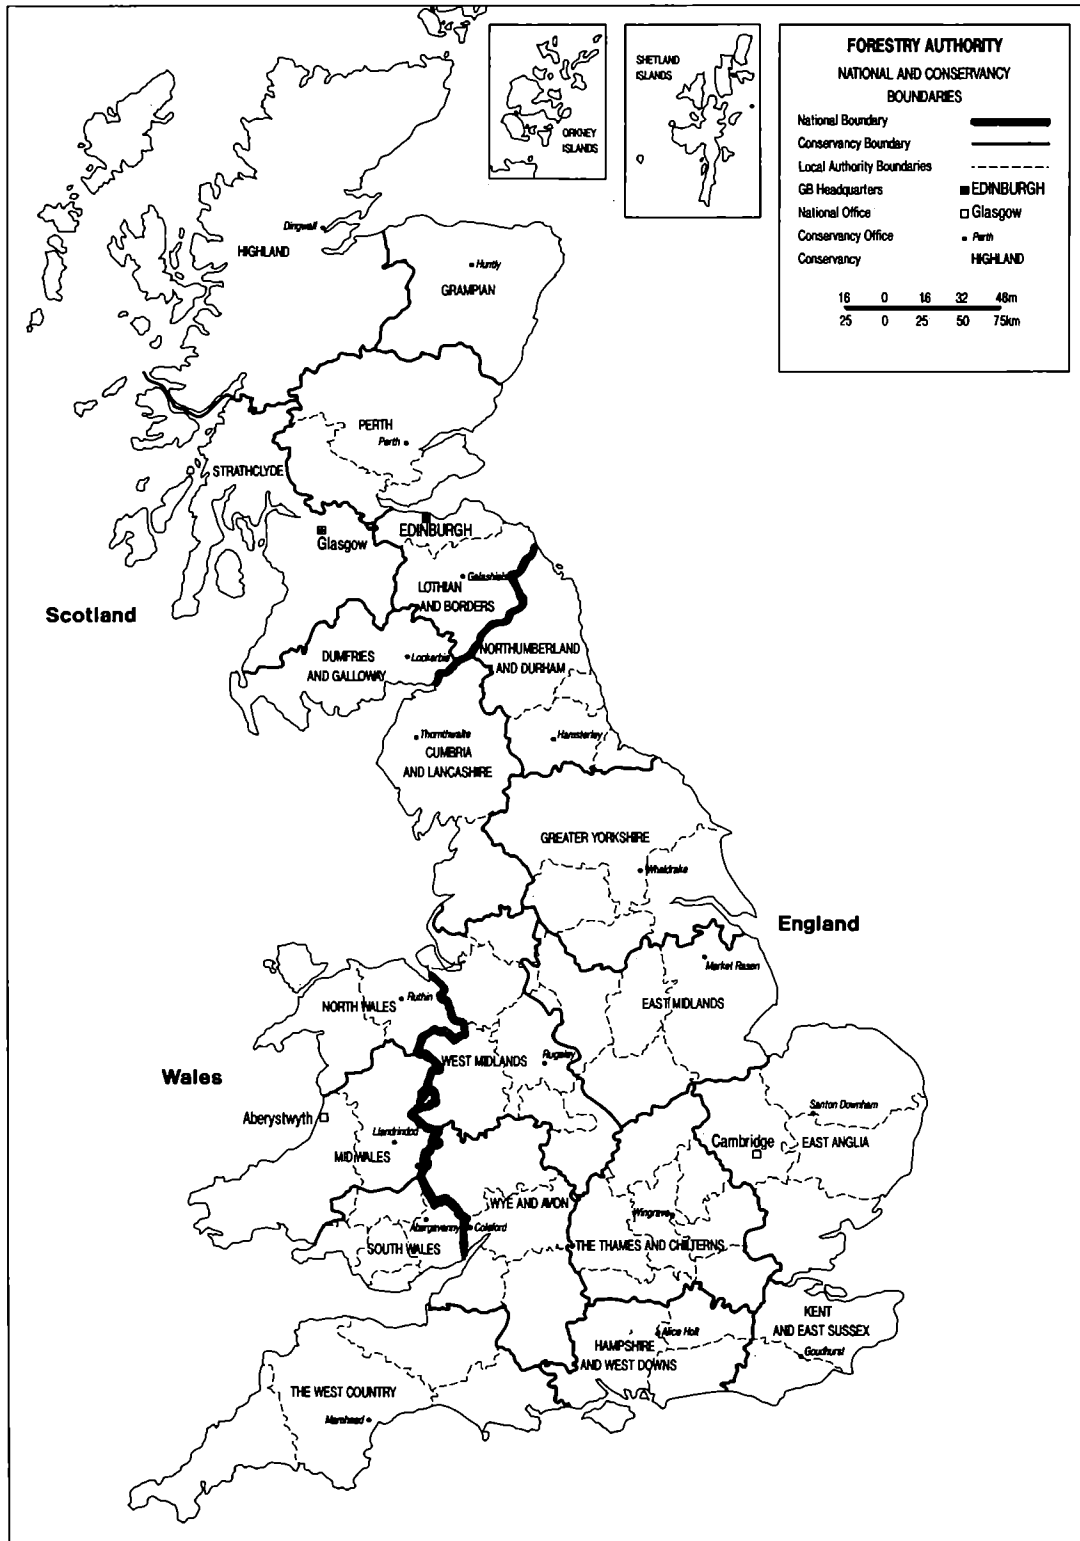 FORESTRY AUTHORITY
NATIONAL AND CONSERVANCY
BOUNDARIES
National Boundary
Conservancy Boundary
Local Authority Boundaries
GB Headquarters EDINBURGH
National Office Glasgow
Conservancy Office Perth
Conservancy HIGHLAND
16 0 16 32 48m
25 0 25 50 75km
SHETLAND
ISLANDS
ORKNEY
ISLANDS
Dingwall
HIGHLAND
Huntly
GRAMPIAN
PERTH
Perth
STRATHCLYDE
EDINBURGH
Glasgow
Galashiels
LOTHIAN
AND BORDERS
Scotland
DUMFRIES
AND GALLOWAY
Lockerbie
NORTHUMBERLAND
AND DURHAM
Thornthwaite
CUMBRIA
AND LANCASHIRE
Hamsterley
GREATER YORKSHIRE
Wheldrake
England
Market Rasen
EAST MIDLANDS
NORTH WALES
Ruthin
WEST MIDLANDS
Rugeley
Wales
Aberystwyth
Llandrindod
MID WALES
Santon Downham
Cambridge
EAST ANGLIA
WYE AND AVON
Wingrave
Abergavenny
Coleford
SOUTH WALES
THE THAMES AND CHILTERNS
KENT
AND EAST SUSSEX
Goudhurst
Alice Holt
HAMPSHIRE
AND WEST DOWNS
THE WEST COUNTRY
Mamhead